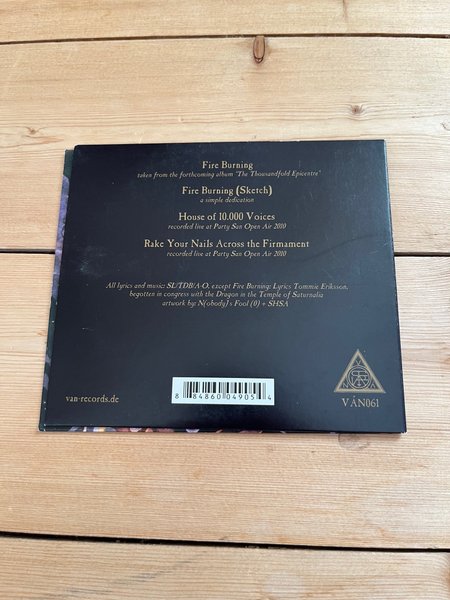 Fire Burning
taken from the forthcoming album 'The Thousandfold Epicentre'
Fire Burning (Sketch)
a simple dedication
House of 10.000 Voices
recorded live at Party San Open Air 2010
Rake Your Nails Across the Firmament
recorded live at Party San Open Air 2010
All lyrics and music: SL/TDB/A-O, except Fire Burning: Lyrics Tommie Eriksson,
begotten in congress with the Dragon in the Temple of Saturnalia
artwork by: N[obody]'s Fool (0) + SHSA
van-records.de
8 84860 04905 4
VÁN061